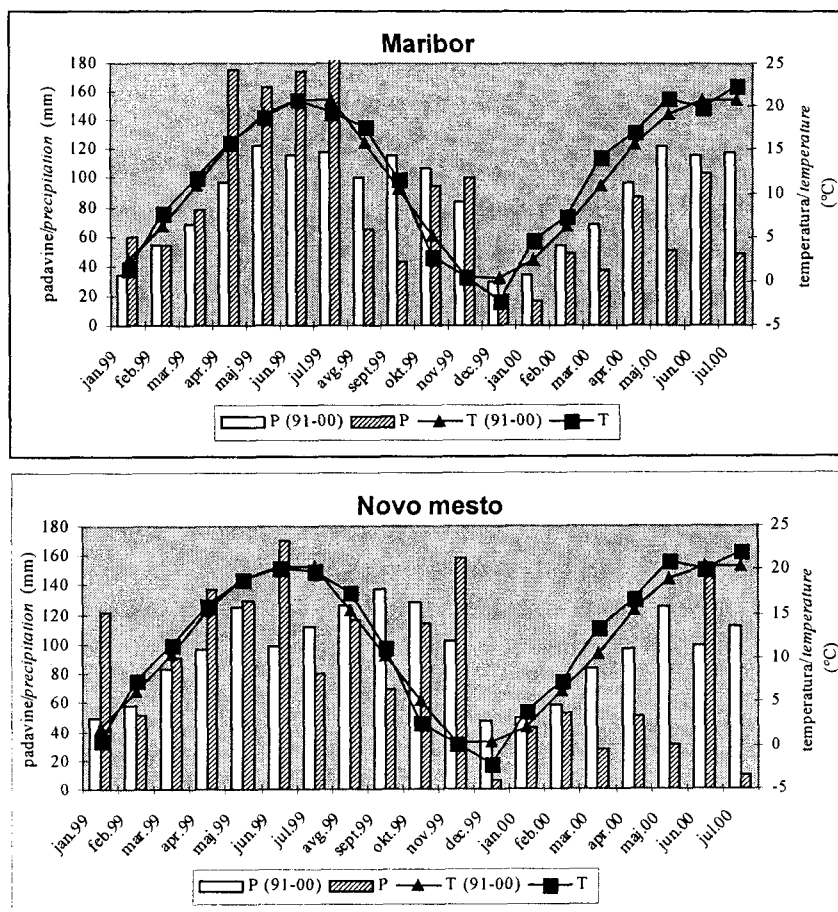 Maribor
padavine/precipitation (mm)
180
160
140
120
100
80
60
40
20
0
25
20
15
10
5
0
-5
temperatura/temperature (°C)
jan.99
feb.99
mar.99
apr.99
maj.99
jun.99
jul.99
avg.99
sept.99
okt.99
nov.99
dec.99
jan.00
feb.00
mar.00
apr.00
maj.00
jun.00
jul.00
P (91-00) P T (91-00) T
Novo mesto
padavine/precipitation (mm)
180
160
140
120
100
80
60
40
20
0
25
20
15
10
5
0
-5
temperatura/temperature (°C)
jan.99
feb.99
mar.99
apr.99
maj.99
jun.99
jul.99
avg.99
sept.99
okt.99
nov.99
dec.99
jan.00
feb.00
mar.00
apr.00
maj.00
jun.00
jul.00
P (91-00) P T (91-00) T